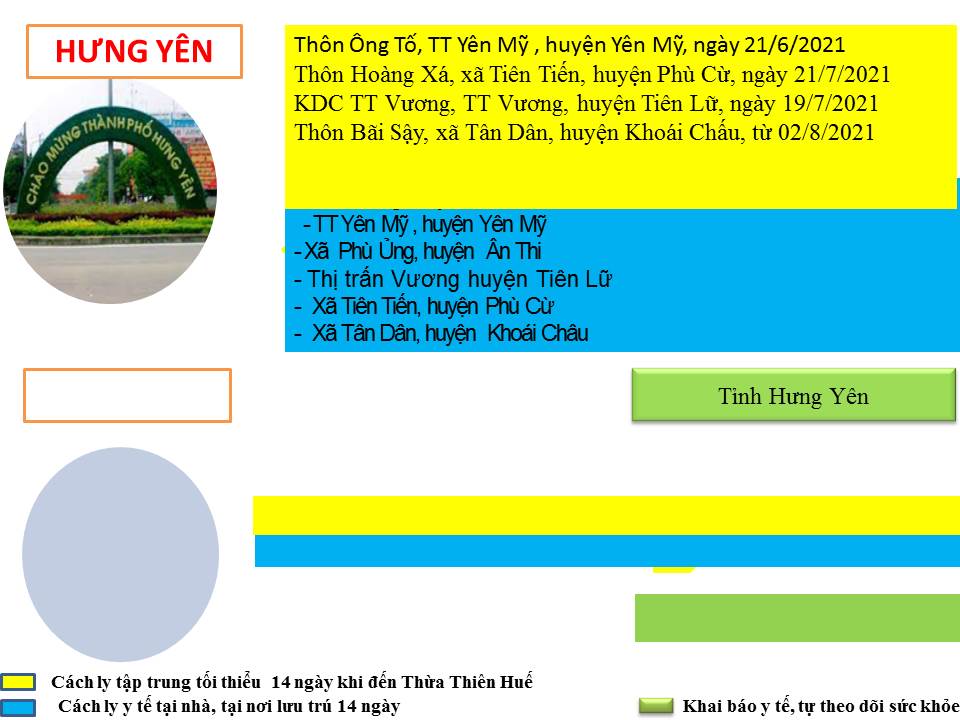 HƯNG YÊN
CHÀO MỪNG THÀNH PHỐ HƯNG YÊN
Thôn Ông Tố, TT Yên Mỹ , huyện Yên Mỹ, ngày 21/6/2021
Thôn Hoàng Xá, xã Tiên Tiến, huyện Phù Cừ, ngày 21/7/2021
KDC TT Vương, TT Vương, huyện Tiên Lữ, ngày 19/7/2021
Thôn Bãi Sậy, xã Tân Dân, huyện Khoái Chấu, từ 02/8/2021
- TT Yên Mỹ , huyện Yên Mỹ
- Xã Phù Ủng, huyện Ân Thi
- Thị trấn Vương huyện Tiên Lữ
- Xã Tiên Tiến, huyện Phù Cừ
- Xã Tân Dân, huyện Khoái Châu
Tỉnh Hưng Yên
Cách ly tập trung tối thiểu 14 ngày khi đến Thừa Thiên Huế
Cách ly y tế tại nhà, tại nơi lưu trú 14 ngày
Khai báo y tế, tự theo dõi sức khỏe